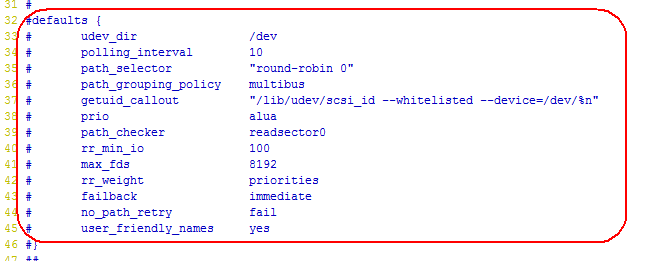 31 #
32 #defaults {
33 #       udev_dir                /dev
34 #       polling_interval        10
35 #       path_selector           "round-robin 0"
36 #       path_grouping_policy    multibus
37 #       getuid_callout          "/lib/udev/scsi_id --whitelisted --device=/dev/%n"
38 #       prio                    alua
39 #       path_checker            readsector0
40 #       rr_min_io               100
41 #       max_fds                 8192
42 #       rr_weight               priorities
43 #       failback                immediate
44 #       no_path_retry           fail
45 #       user_friendly_names     yes
46 #}
47 ##